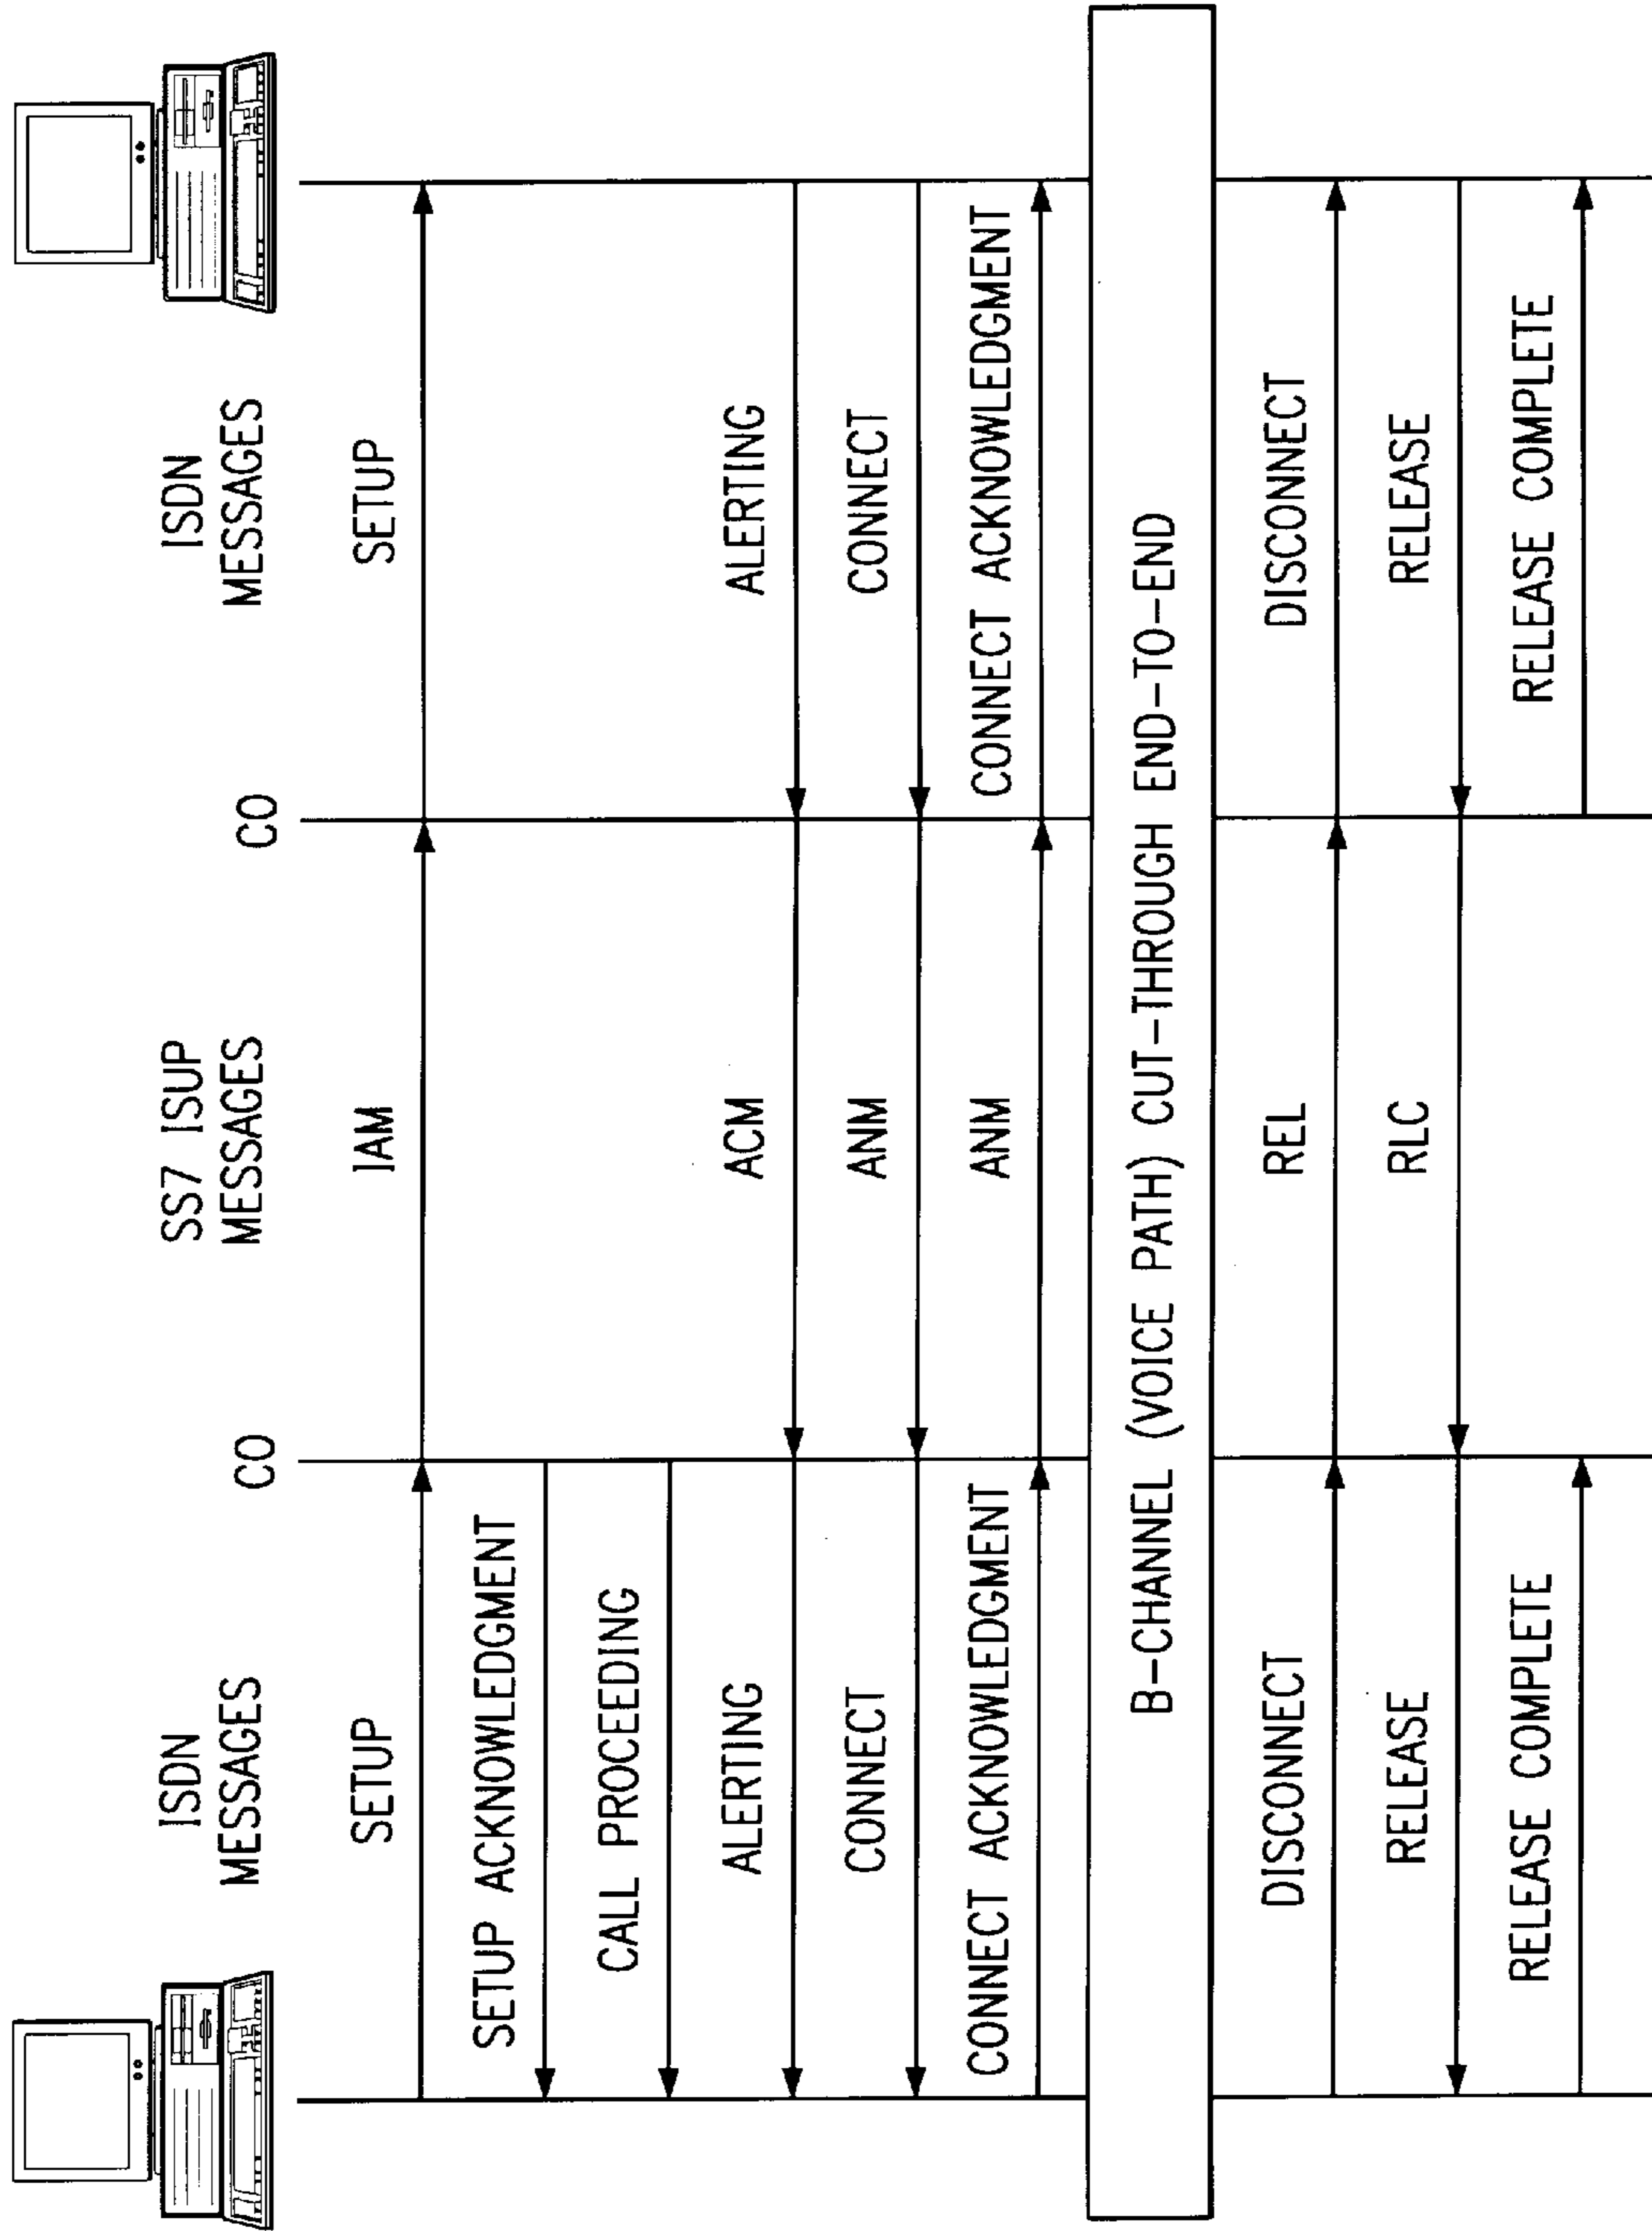 ISDN
MESSAGES
CO
SS7 ISUP
MESSAGES
CO
ISDN
MESSAGES
SETUP
IAM
SETUP
SETUP ACKNOWLEDGMENT
CALL PROCEEDING
ALERTING
ACM
ALERTING
CONNECT
ANM
CONNECT
CONNECT ACKNOWLEDGMENT
ANM
CONNECT ACKNOWLEDGMENT
B-CHANNEL (VOICE PATH) CUT-THROUGH END-TO-END
DISCONNECT
REL
DISCONNECT
RELEASE
RLC
RELEASE
RELEASE COMPLETE
RELEASE COMPLETE